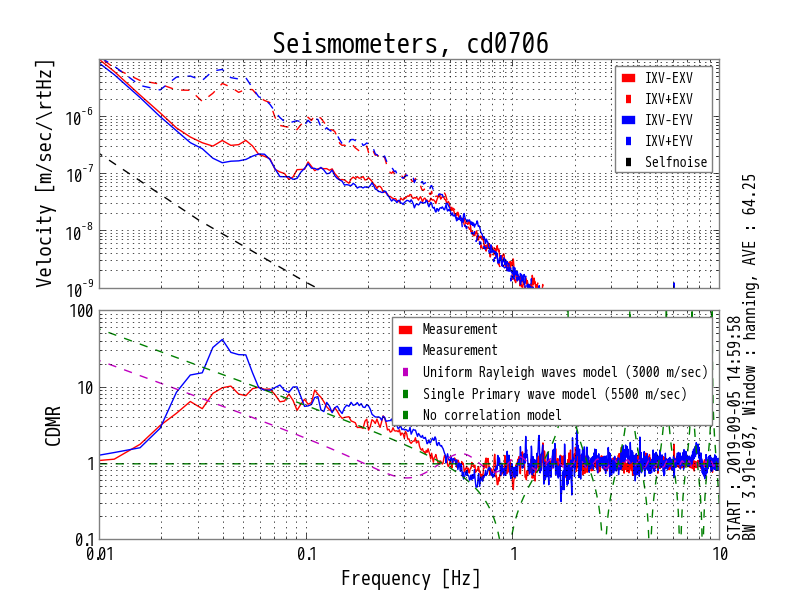 Seismometers, cd0706
Velocity [m/sec/\rtHz]
10^-6
10^-7
10^-8
10^-9
IXV-EXV
IXV+EXV
IXV-EYV
IXV+EYV
Selfnoise
CDMR
100
10
1
0.1
Measurement
Measurement
Uniform Rayleigh waves model (3000 m/sec)
Single Primary wave model (5500 m/sec)
No correlation model
0.01
0.1
1
10
Frequency [Hz]
START : 2019-09-05 14:59:58
BW : 3.91e-03, Window : hanning, AVE : 64.25